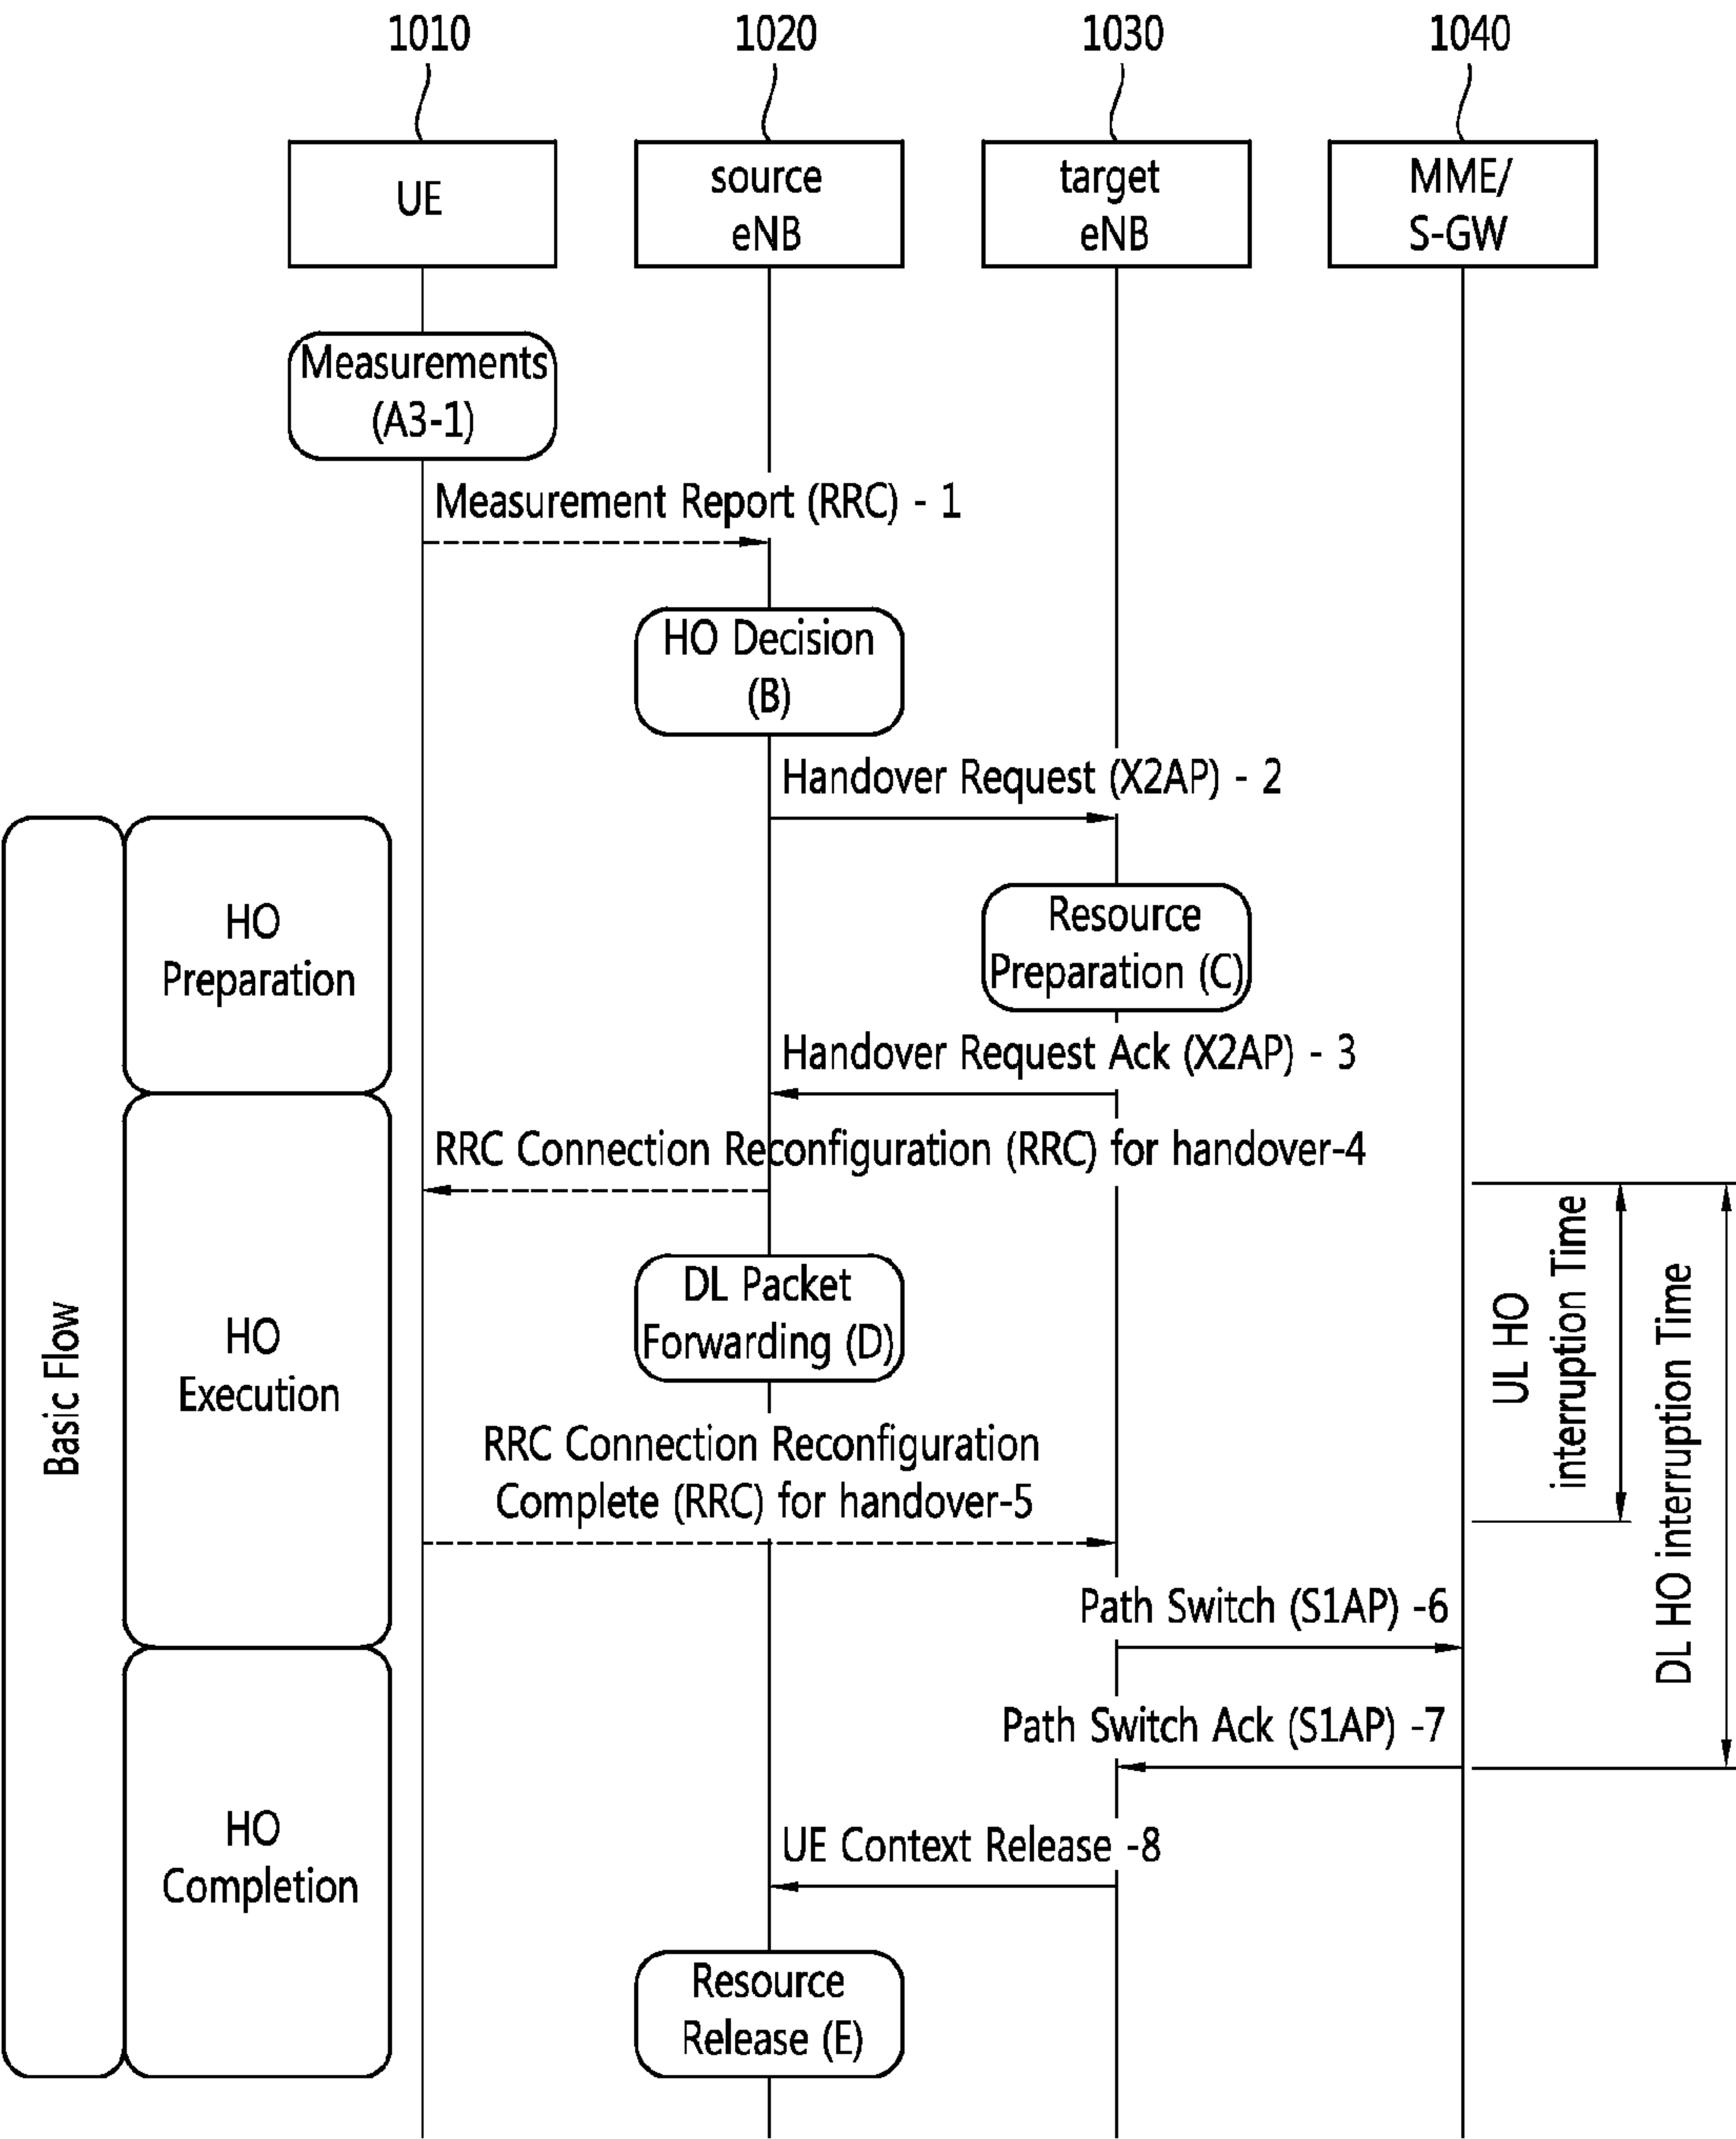 1010
1020
1030
1040
UE
source
eNB
target
eNB
MME/
S-GW
Measurements
(A3-1)
Measurement Report (RRC) - 1
HO Decision
(B)
Handover Request (X2AP) - 2
Resource
Preparation (C)
Handover Request Ack (X2AP) - 3
RRC Connection Reconfiguration (RRC) for handover-4
DL Packet
Forwarding (D)
RRC Connection Reconfiguration
Complete (RRC) for handover-5
Path Switch (S1AP) -6
Path Switch Ack (S1AP) -7
UE Context Release -8
Resource
Release (E)
Basic Flow
HO
Preparation
HO
Execution
HO
Completion
UL HO
interruption Time
DL HO interruption Time